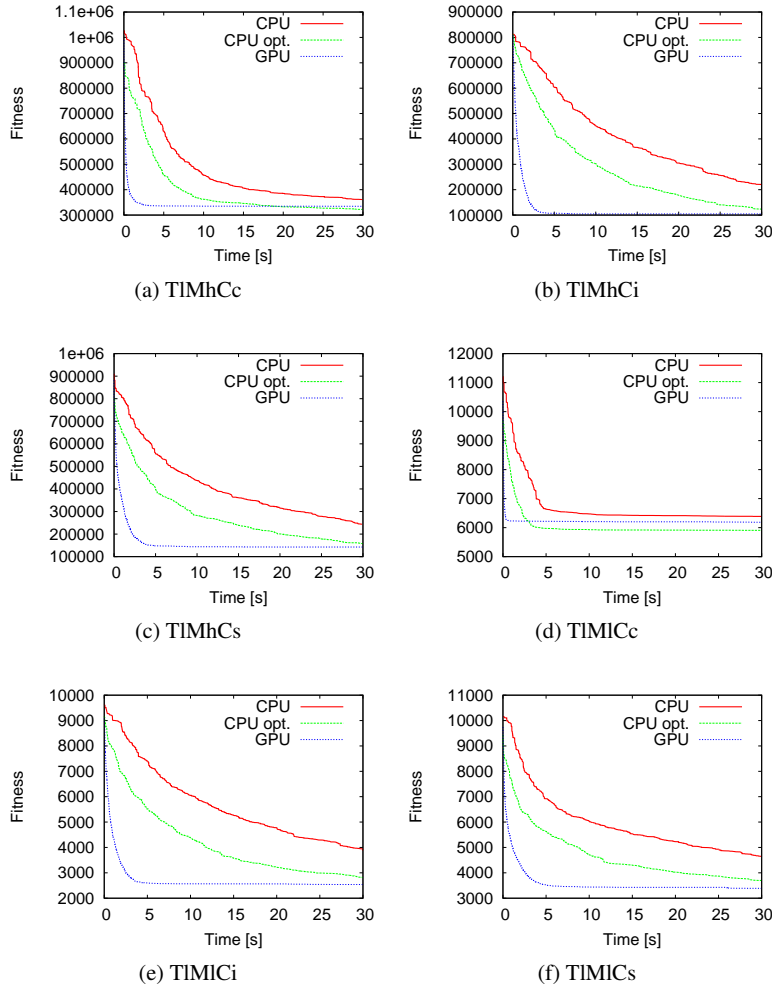 1.1e+06
1e+06
900000
800000
700000
600000
500000
400000
300000
Fitness
CPU
CPU opt.
GPU
0 5 10 15 20 25 30
Time [s]
(a) TlMhCc
900000
800000
700000
600000
500000
400000
300000
200000
100000
Fitness
CPU
CPU opt.
GPU
0 5 10 15 20 25 30
Time [s]
(b) TlMhCi
1e+06
900000
800000
700000
600000
500000
400000
300000
200000
100000
Fitness
CPU
CPU opt.
GPU
0 5 10 15 20 25 30
Time [s]
(c) TlMhCs
12000
11000
10000
9000
8000
7000
6000
5000
Fitness
CPU
CPU opt.
GPU
0 5 10 15 20 25 30
Time [s]
(d) TlMlCc
10000
9000
8000
7000
6000
5000
4000
3000
2000
Fitness
CPU
CPU opt.
GPU
0 5 10 15 20 25 30
Time [s]
(e) TlMlCi
11000
10000
9000
8000
7000
6000
5000
4000
3000
Fitness
CPU
CPU opt.
GPU
0 5 10 15 20 25 30
Time [s]
(f) TlMlCs